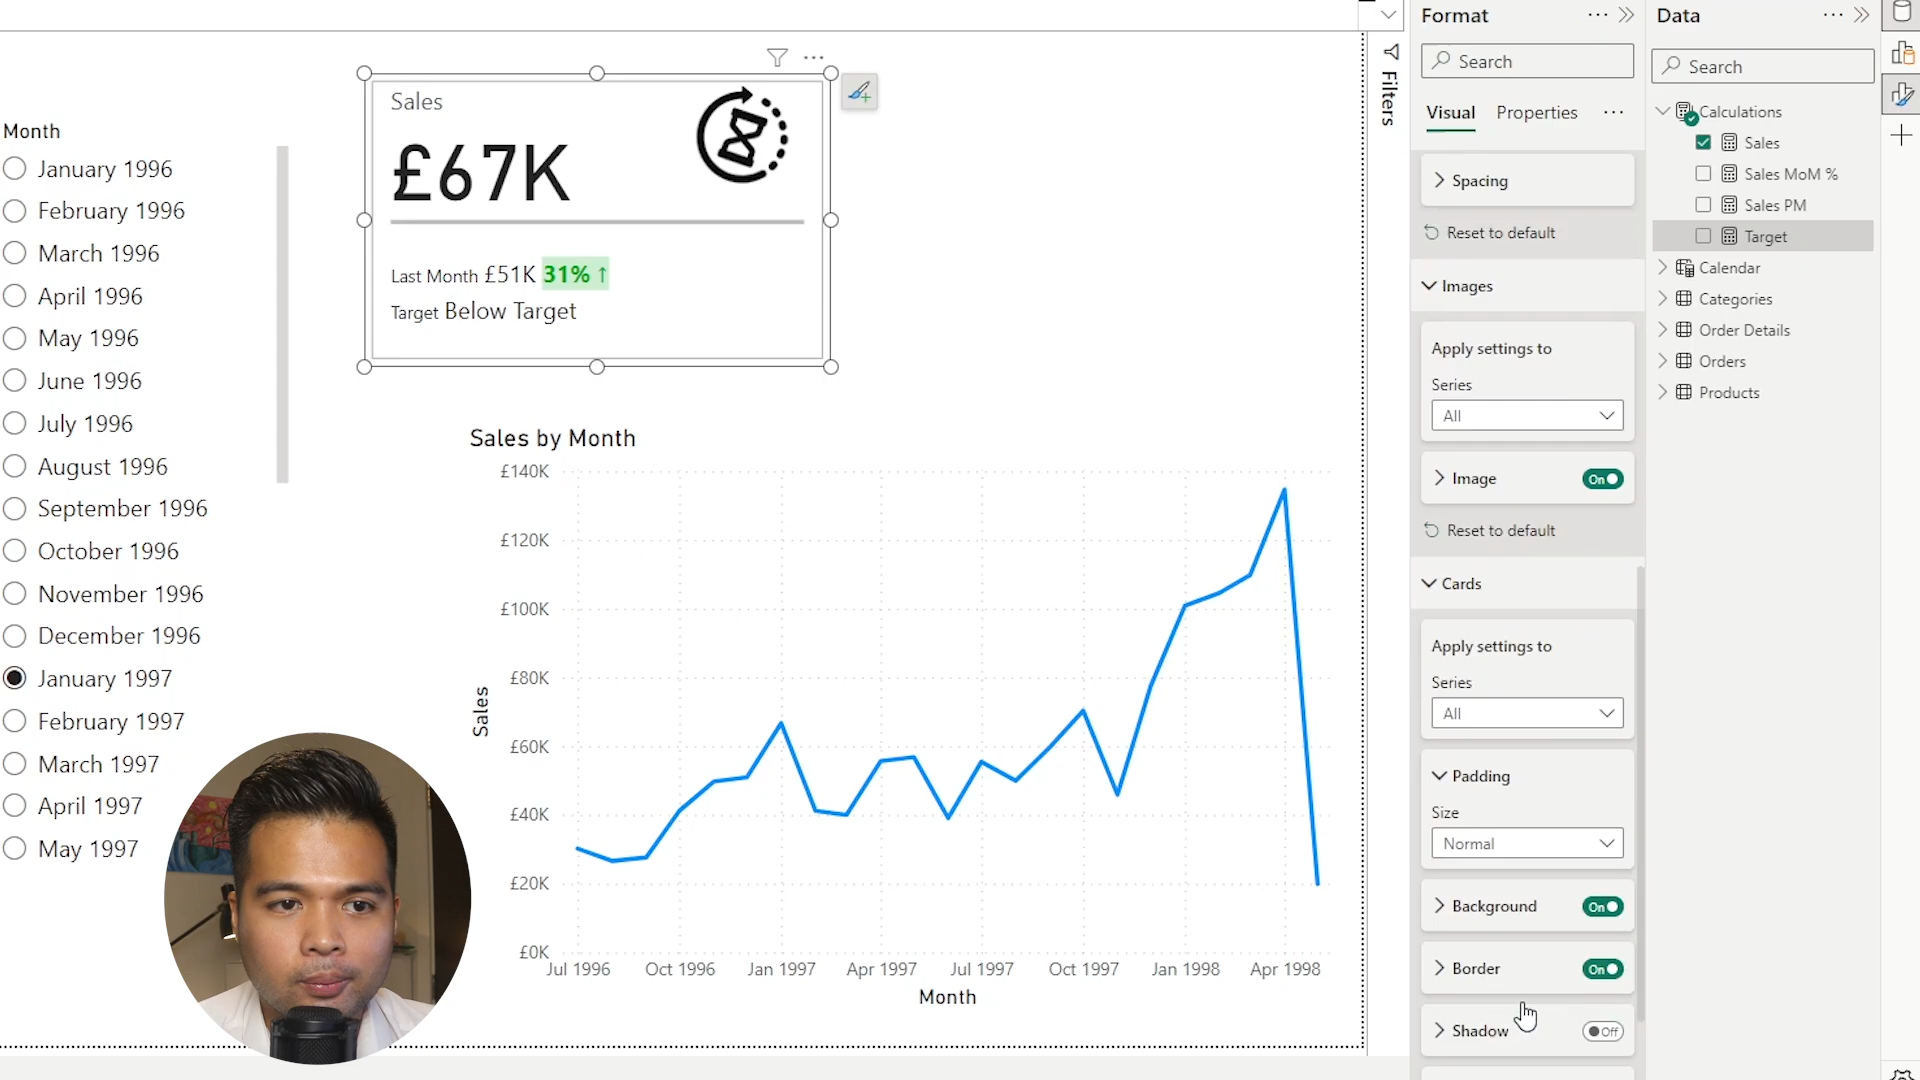 Month
January 1996
February 1996
March 1996
April 1996
May 1996
June 1996
July 1996
August 1996
September 1996
October 1996
November 1996
December 1996
January 1997
February 1997
March 1997
April 1997
May 1997
Sales
£67K
Last Month £51K 31% ↑
Target Below Target
Sales by Month
Sales
£140K
£120K
£100K
£80K
£60K
£40K
£20K
£0K
Jul 1996 Oct 1996 Jan 1997 Apr 1997 Jul 1997 Oct 1997 Jan 1998 Apr 1998
Month
Filters
Format
Search
Visual Properties
Spacing
Reset to default
Images
Apply settings to
Series
All
Image On
Reset to default
Cards
Apply settings to
Series
All
Padding
Size
Normal
Background On
Border On
Shadow Off
Data
Search
Calculations
Sales
Sales MoM %
Sales PM
Target
Calendar
Categories
Order Details
Orders
Products